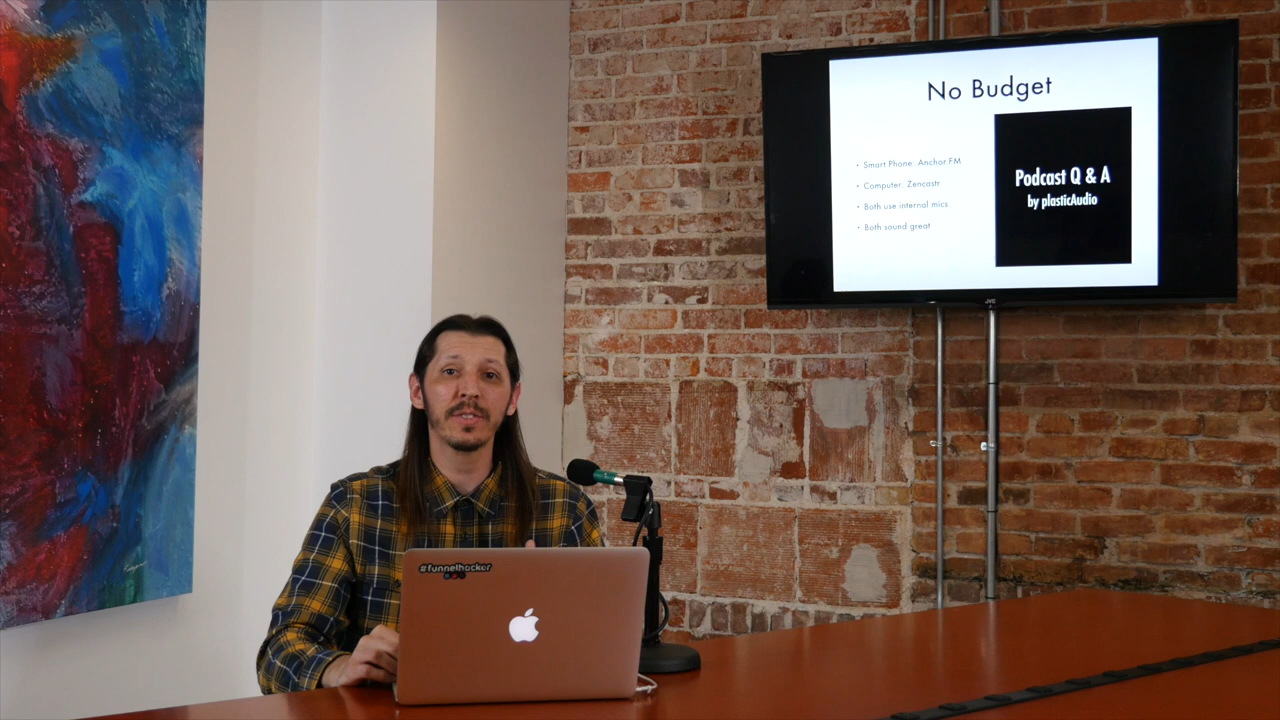 No Budget
• Smart Phone: Anchor.FM
• Computer: Zencastr
• Both use internal mics
• Both sound great
Podcast Q & A
by plasticAudio
JVC
#funnelhacker